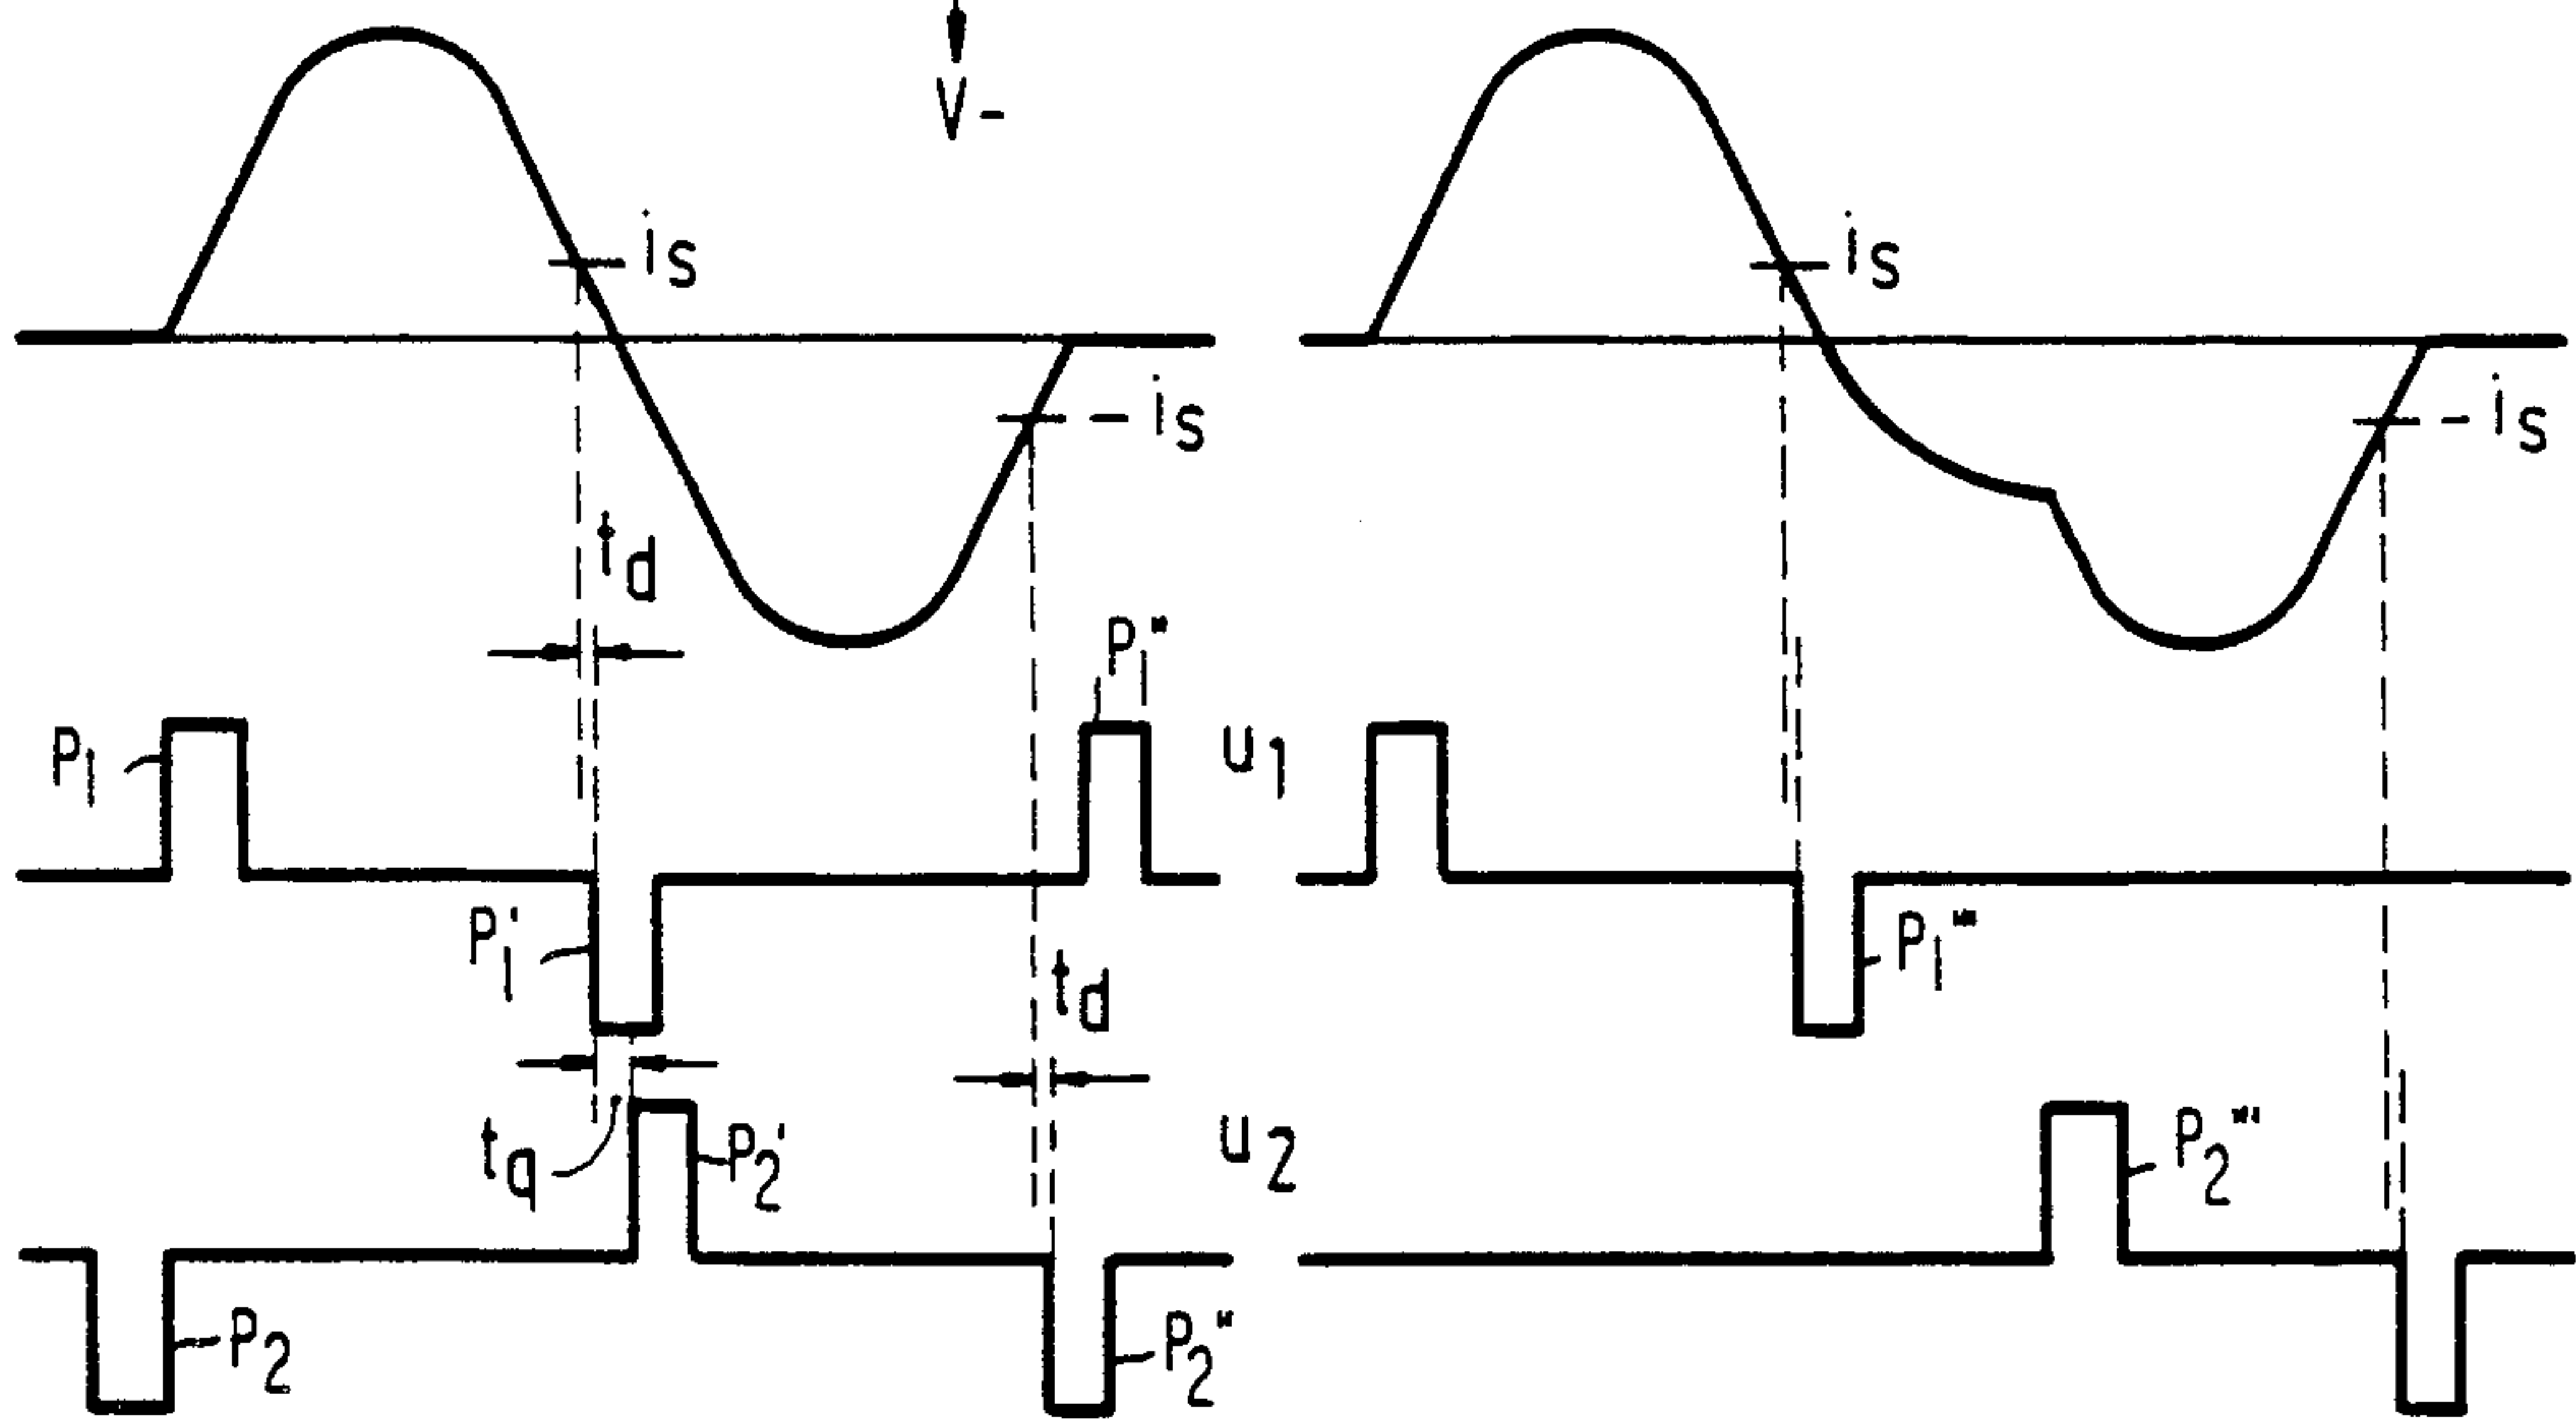 V-
is
is
-is
-is
td
P1"
P1
u1
P1'
P1"'
td
tq
P2'
u2
P2"'
P2
P2"